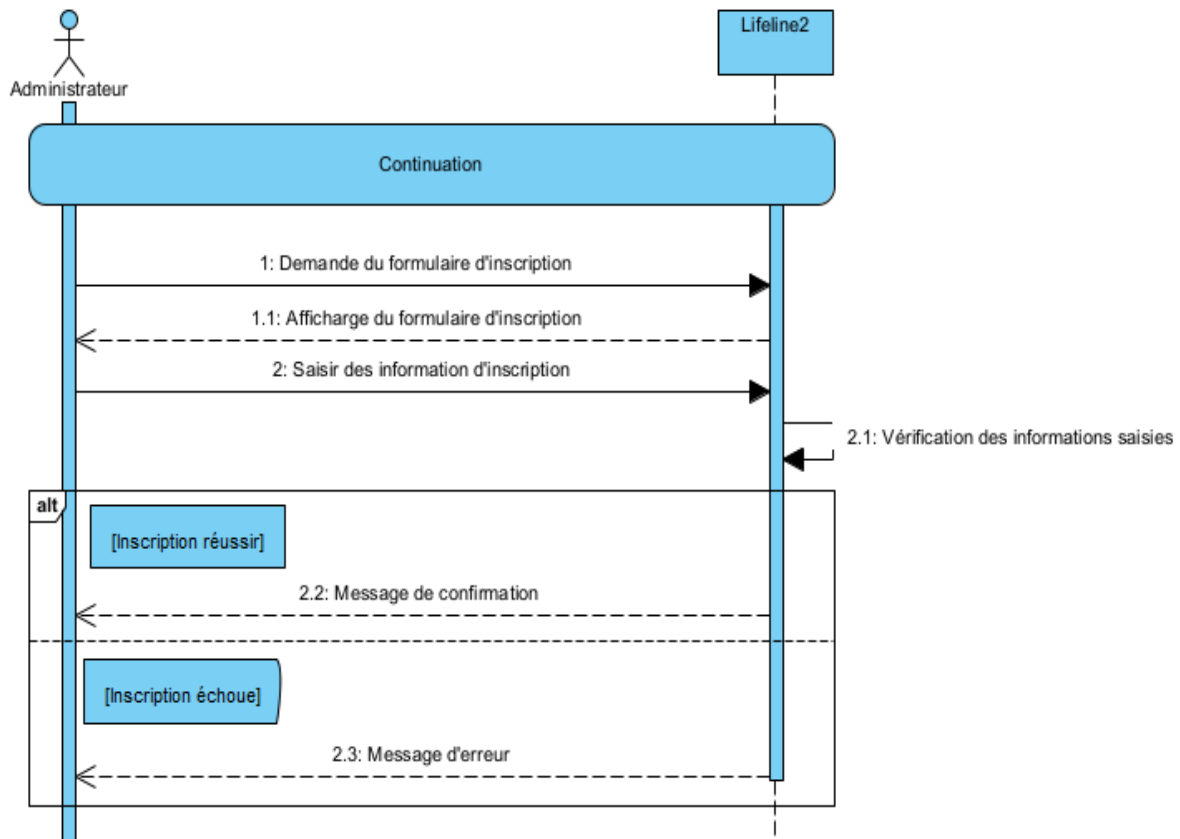 Lifeline2
Administrateur
Continuation
1: Demande du formulaire d'inscription
1.1: Afficharge du formulaire d'inscription
2: Saisir des information d'inscription
2.1: Vérification des informations saisies
alt
[Inscription réussir]
2.2: Message de confirmation
[Inscription échoue]
2.3: Message d'erreur